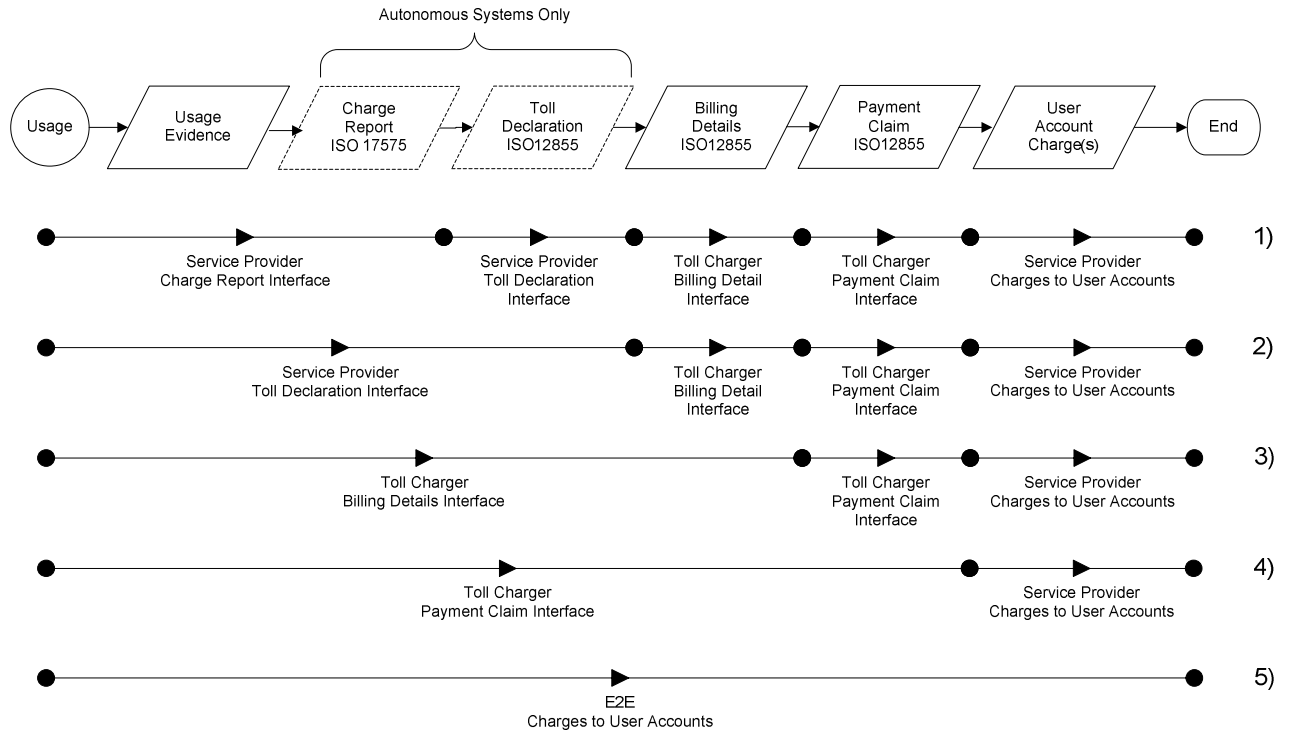 Autonomous Systems Only
Usage
Usage
Evidence
Charge
Report
ISO 17575
Toll
Declaration
ISO12855
Billing
Details
ISO12855
Payment
Claim
ISO12855
User
Account
Charge(s)
End
1)
Service Provider
Charge Report Interface
Service Provider
Toll Declaration
Interface
Toll Charger
Billing Detail
Interface
Toll Charger
Payment Claim
Interface
Service Provider
Charges to User Accounts
2)
Service Provider
Toll Declaration Interface
Toll Charger
Billing Detail
Interface
Toll Charger
Payment Claim
Interface
Service Provider
Charges to User Accounts
3)
Toll Charger
Billing Details Interface
Toll Charger
Payment Claim
Interface
Service Provider
Charges to User Accounts
4)
Toll Charger
Payment Claim Interface
Service Provider
Charges to User Accounts
5)
E2E
Charges to User Accounts